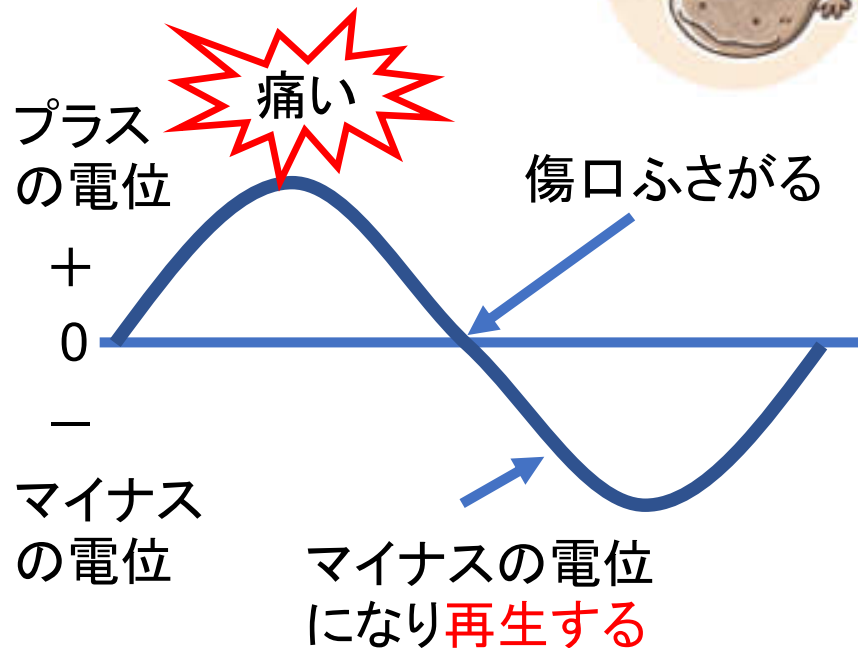 痛い
プラス
の電位
傷口ふさがる
＋
0
－
マイナス
の電位
マイナスの電位
になり再生する